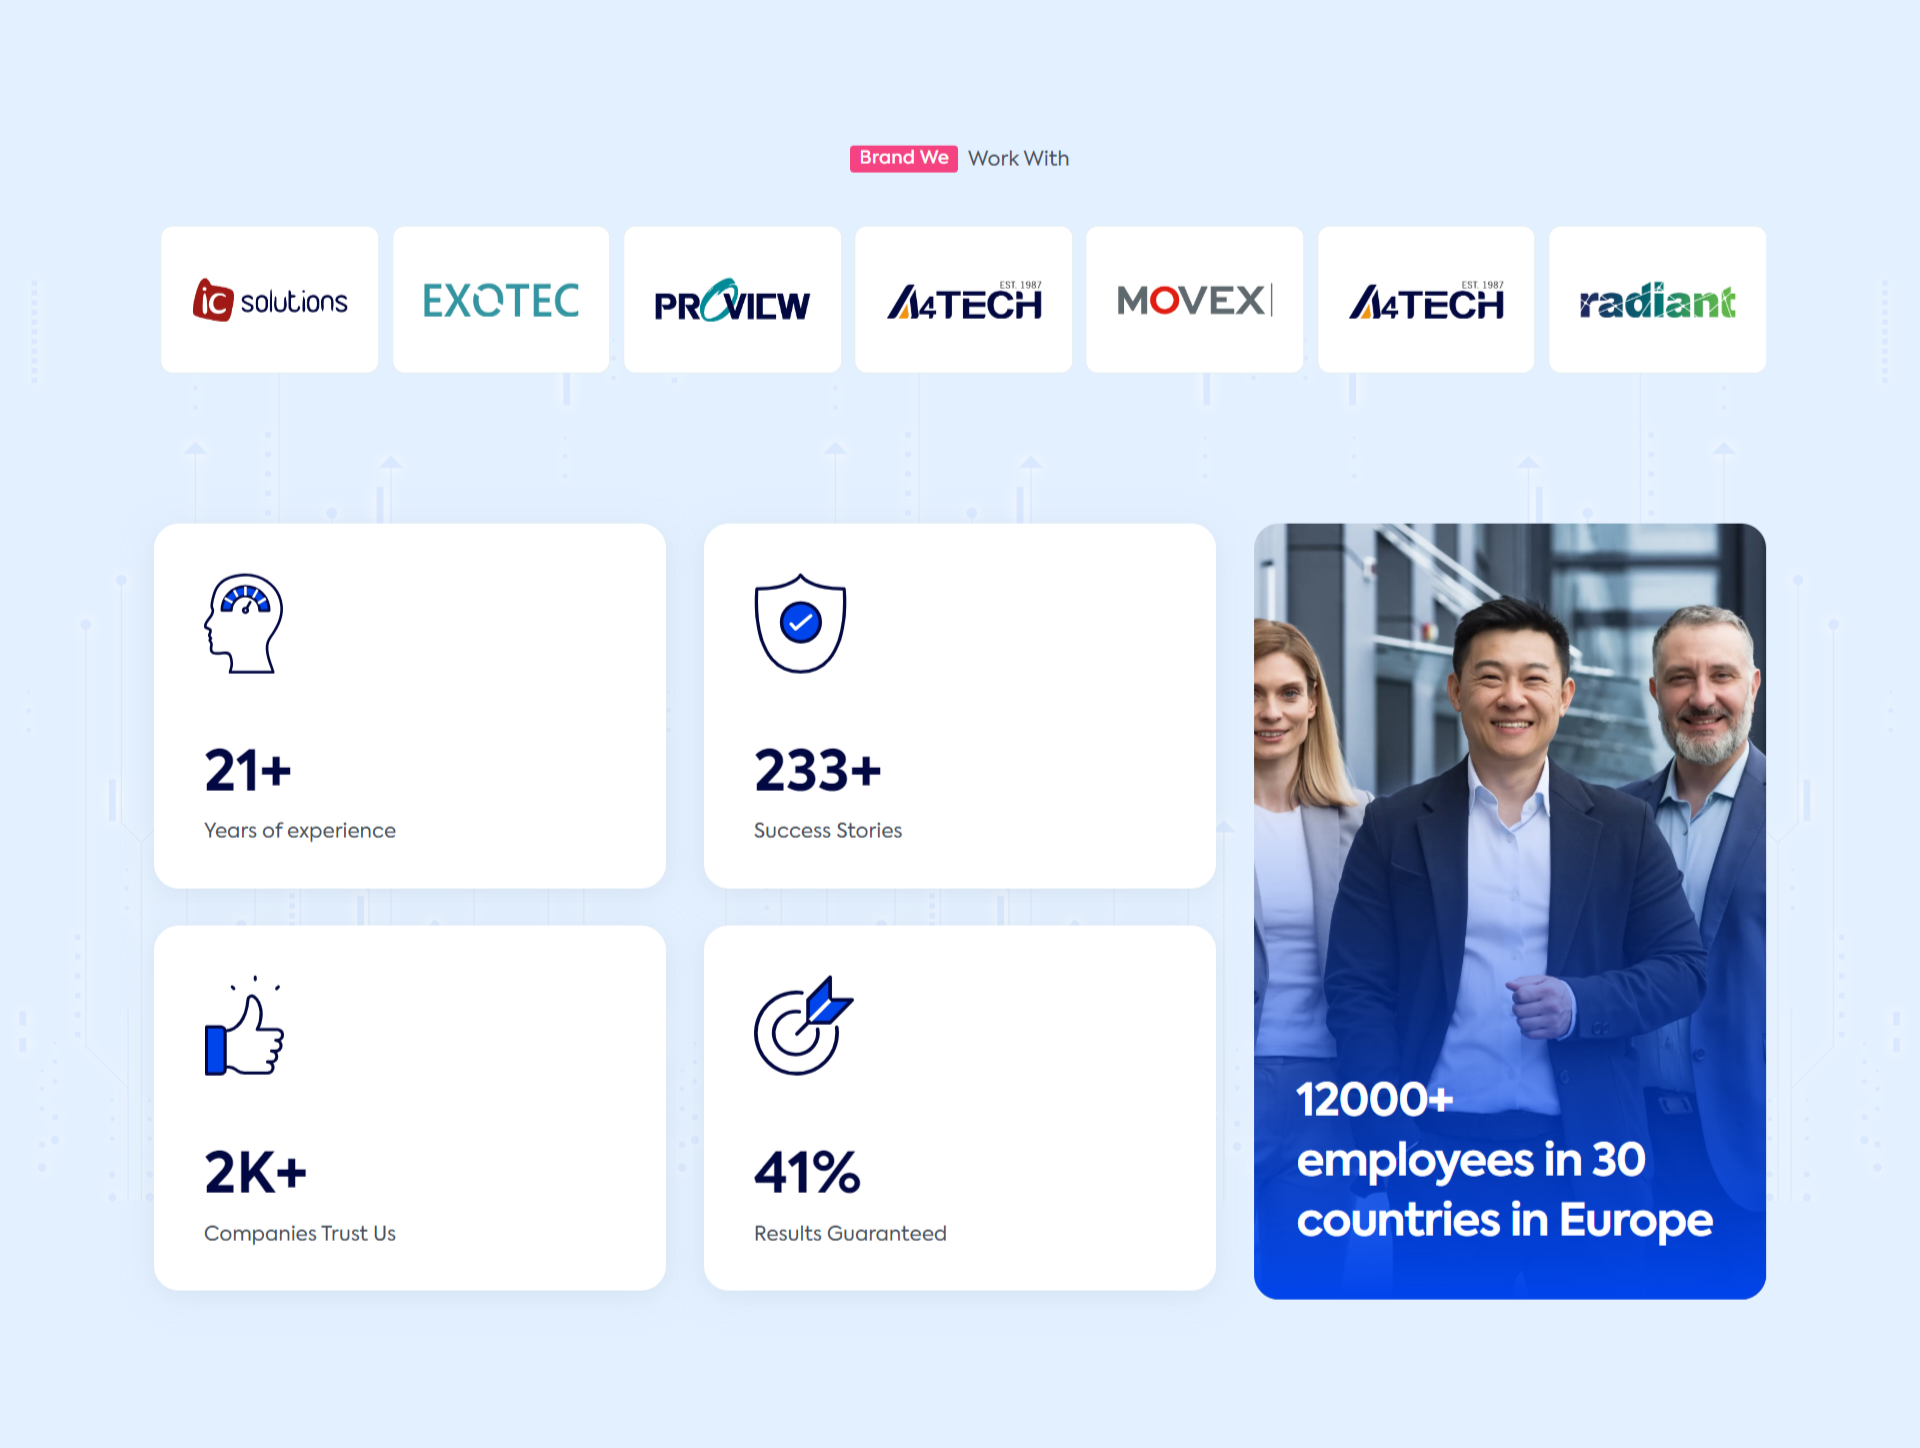 Brand We Work With
ic solutions
EXOTEC
PROVIEW
EST. 1987
A4TECH
MOVEX
EST. 1987
A4TECH
radiant
21+
Years of experience
233+
Success Stories
2K+
Companies Trust Us
41%
Results Guaranteed
12000+
employees in 30
countries in Europe